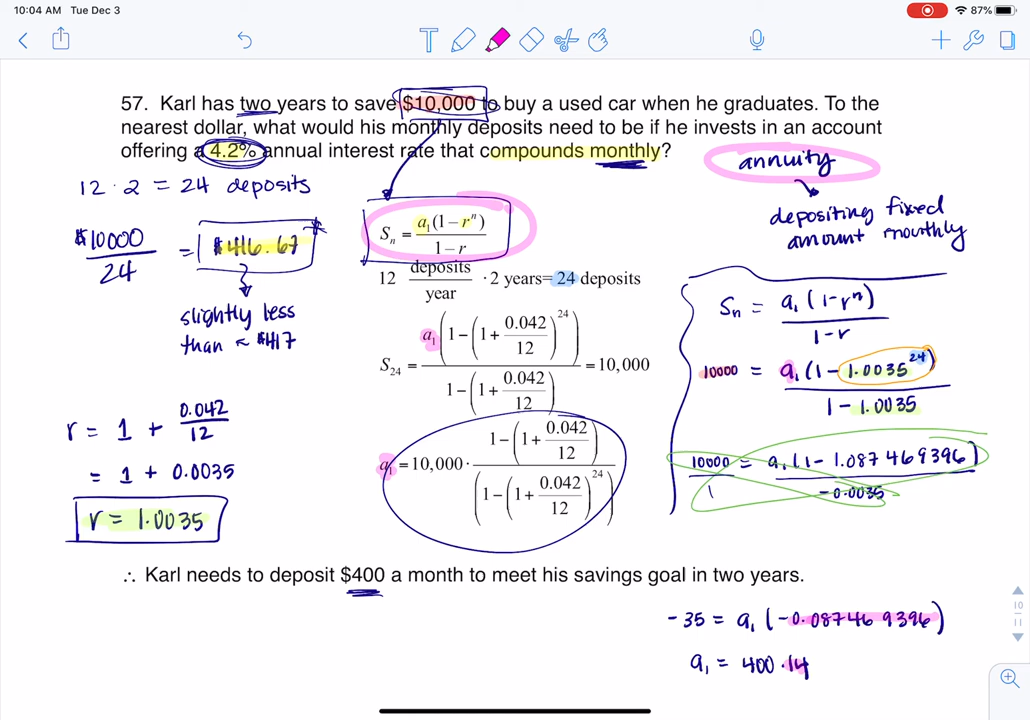 10:04 AM Tue Dec 3
87%
57. Karl has two years to save $10,000 to buy a used car when he graduates. To the
nearest dollar, what would his monthly deposits need to be if he invests in an account
offering a 4.2% annual interest rate that compounds monthly?
annuity
depositing fixed
amount monthly
12 · 2 = 24 deposits
$10000/24 = $416.67
slightly less
than ≈ $417
Sₙ = a₁(1−rⁿ)/(1−r)
12 deposits/year · 2 years=24 deposits
S₂₄ = a₁(1−(1+0.042/12)²⁴)/(1−(1+0.042/12)) = 10,000
a₁ = 10,000 · (1−(1+0.042/12))/(1−(1+0.042/12)²⁴)
r = 1 + 0.042/12
= 1 + 0.0035
r = 1.0035
Sₙ = a₁(1-rⁿ)/(1-r)
10000 = a₁(1-1.0035²⁴)/(1-1.0035)
10000/1 = a₁(1-1.087469396)/(-0.0035)
∴ Karl needs to deposit $400 a month to meet his savings goal in two years.
-35 = a₁(-0.087469396)
a₁ = 400.14
10
11